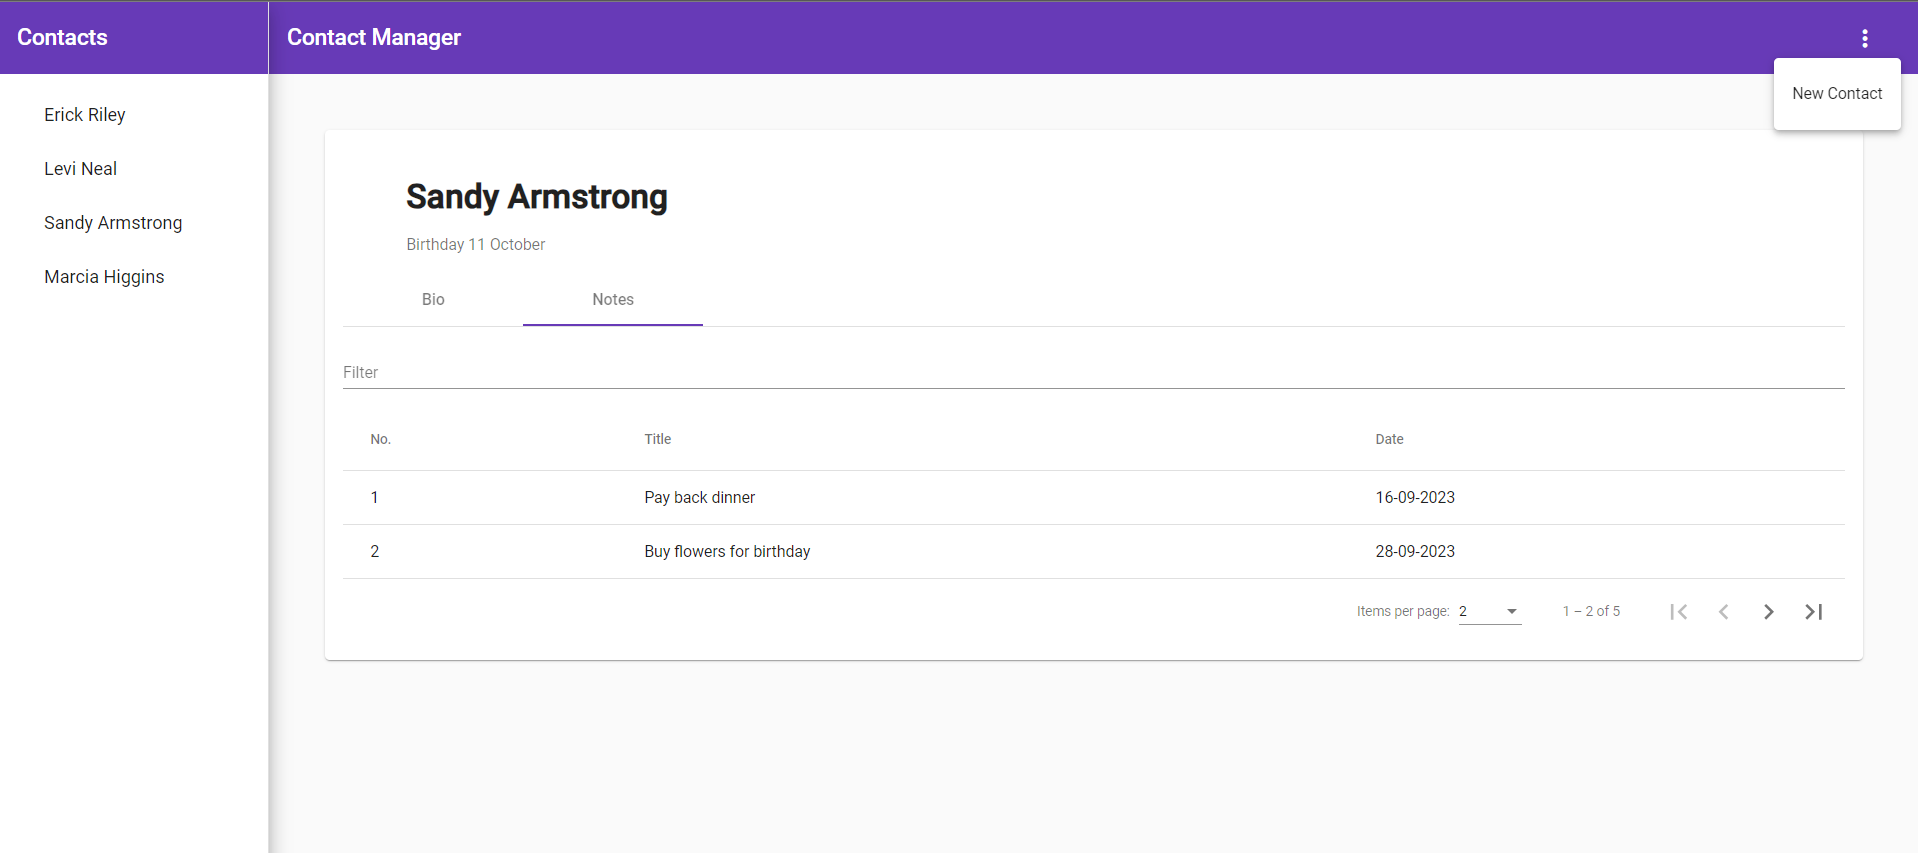 Contacts
Contact Manager
New Contact
Erick Riley
Levi Neal
Sandy Armstrong
Marcia Higgins
Sandy Armstrong
Birthday 11 October
Bio Notes
Filter
No. Title Date
1 Pay back dinner 16-09-2023
2 Buy flowers for birthday 28-09-2023
Items per page: 2 1 – 2 of 5